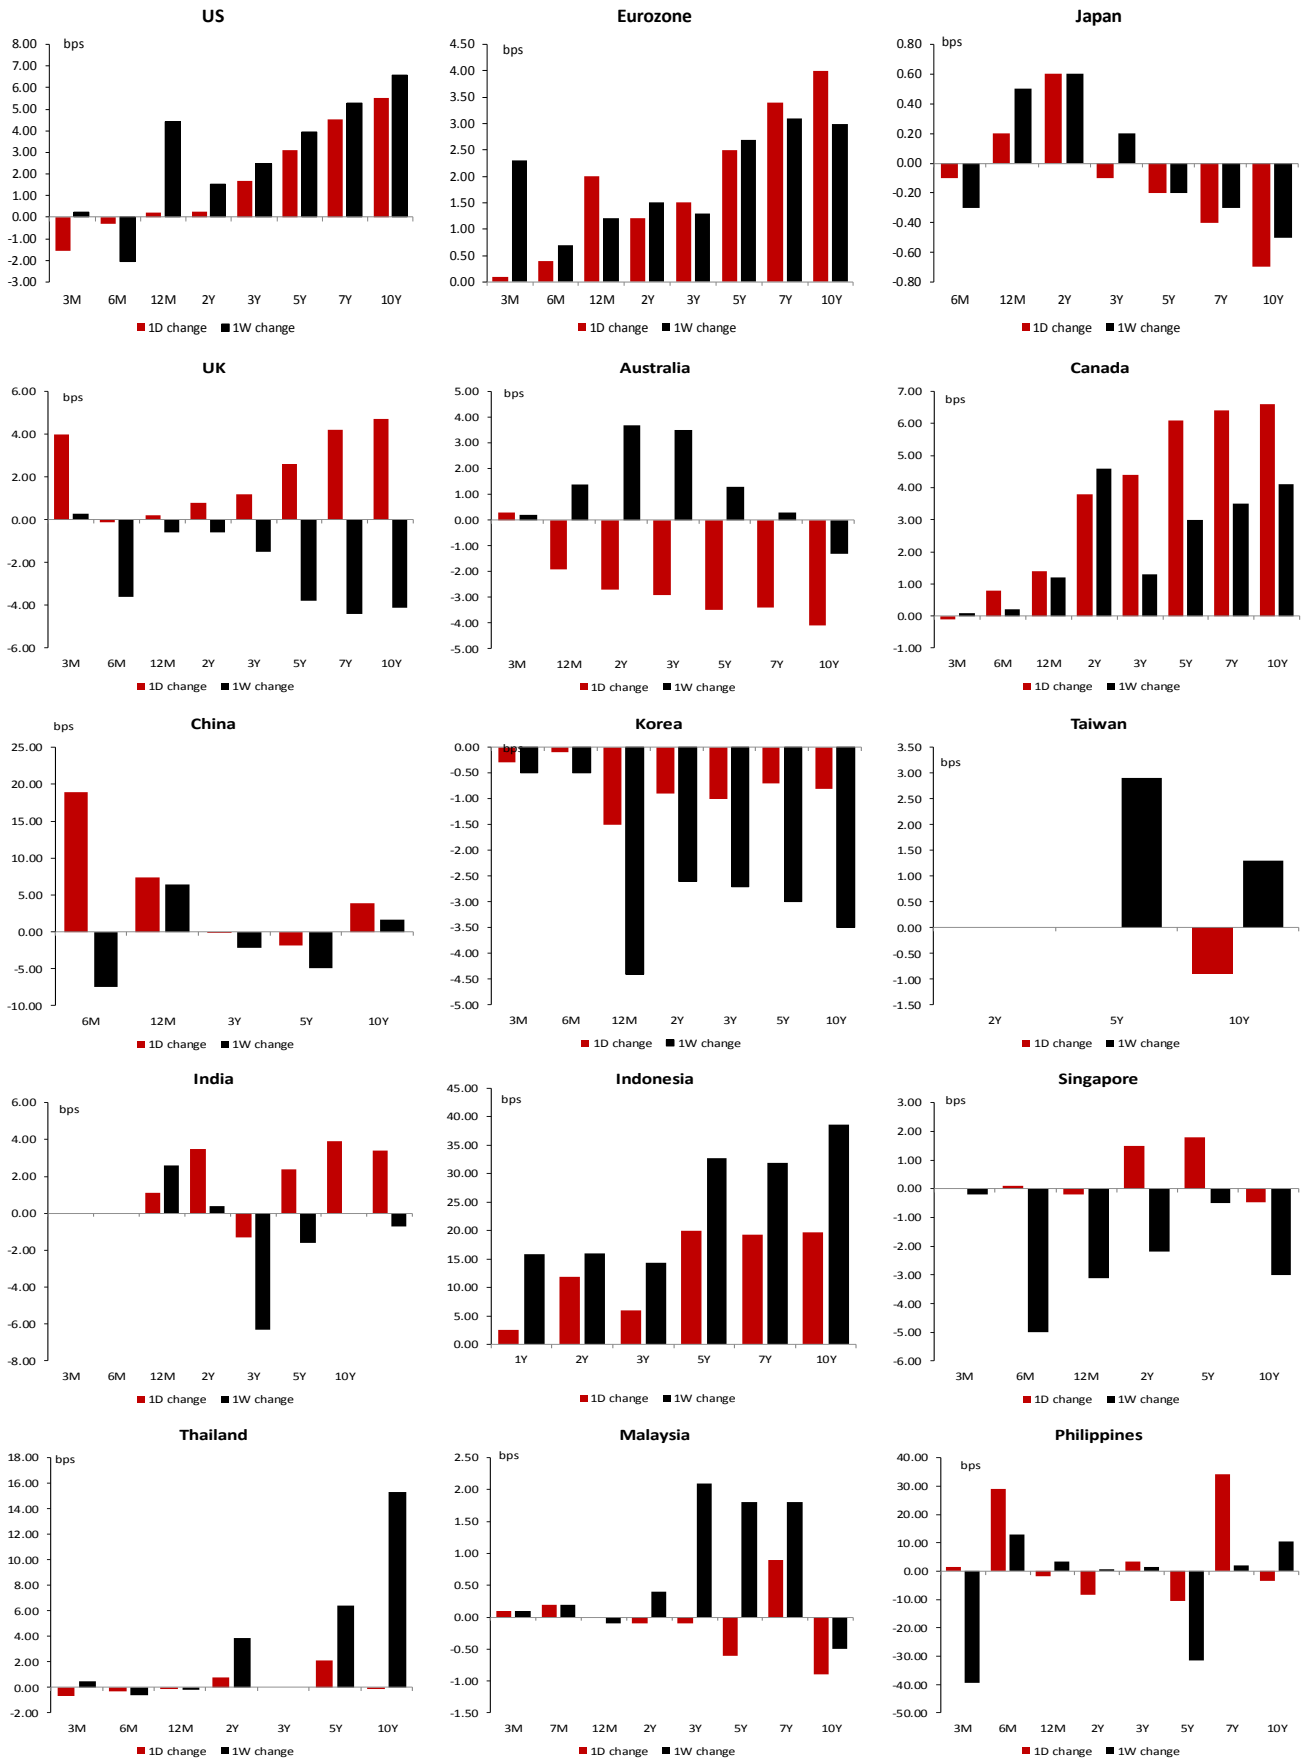 US
bps
8.00
7.00
6.00
5.00
4.00
3.00
2.00
1.00
0.00
-1.00
-2.00
-3.00
3M 6M 12M 2Y 3Y 5Y 7Y 10Y
1D change 1W change
Eurozone
bps
4.50
4.00
3.50
3.00
2.50
2.00
1.50
1.00
0.50
0.00
3M 6M 12M 2Y 3Y 5Y 7Y 10Y
1D change 1W change
Japan
bps
0.80
0.60
0.40
0.20
0.00
-0.20
-0.40
-0.60
-0.80
6M 12M 2Y 3Y 5Y 7Y 10Y
1D change 1W change
UK
bps
6.00
4.00
2.00
0.00
-2.00
-4.00
-6.00
3M 6M 12M 2Y 3Y 5Y 7Y 10Y
1D change 1W change
Australia
bps
5.00
4.00
3.00
2.00
1.00
0.00
-1.00
-2.00
-3.00
-4.00
-5.00
3M 12M 2Y 3Y 5Y 7Y 10Y
1D change 1W change
Canada
bps
7.00
6.00
5.00
4.00
3.00
2.00
1.00
0.00
-1.00
3M 6M 12M 2Y 3Y 5Y 7Y 10Y
1D change 1W change
China
bps
25.00
20.00
15.00
10.00
5.00
0.00
-5.00
-10.00
6M 12M 3Y 5Y 10Y
1D change 1W change
Korea
bps
0.00
-0.50
-1.00
-1.50
-2.00
-2.50
-3.00
-3.50
-4.00
-4.50
-5.00
3M 6M 12M 2Y 3Y 5Y 10Y
1D change 1W change
Taiwan
bps
3.50
3.00
2.50
2.00
1.50
1.00
0.50
0.00
-0.50
-1.00
-1.50
2Y 5Y 10Y
1D change 1W change
India
bps
6.00
4.00
2.00
0.00
-2.00
-4.00
-6.00
-8.00
3M 6M 12M 2Y 3Y 5Y 10Y
1D change 1W change
Indonesia
bps
45.00
40.00
35.00
30.00
25.00
20.00
15.00
10.00
5.00
0.00
1Y 2Y 3Y 5Y 7Y 10Y
1D change 1W change
Singapore
bps
3.00
2.00
1.00
0.00
-1.00
-2.00
-3.00
-4.00
-5.00
-6.00
3M 6M 12M 2Y 5Y 10Y
1D change 1W change
Thailand
bps
18.00
16.00
14.00
12.00
10.00
8.00
6.00
4.00
2.00
0.00
-2.00
3M 6M 12M 2Y 3Y 5Y 10Y
1D change 1W change
Malaysia
bps
2.50
2.00
1.50
1.00
0.50
0.00
-0.50
-1.00
-1.50
3M 7M 12M 2Y 3Y 5Y 7Y 10Y
1D change 1W change
Philippines
bps
40.00
30.00
20.00
10.00
0.00
-10.00
-20.00
-30.00
-40.00
-50.00
3M 6M 12M 2Y 3Y 5Y 7Y 10Y
1D change 1W change